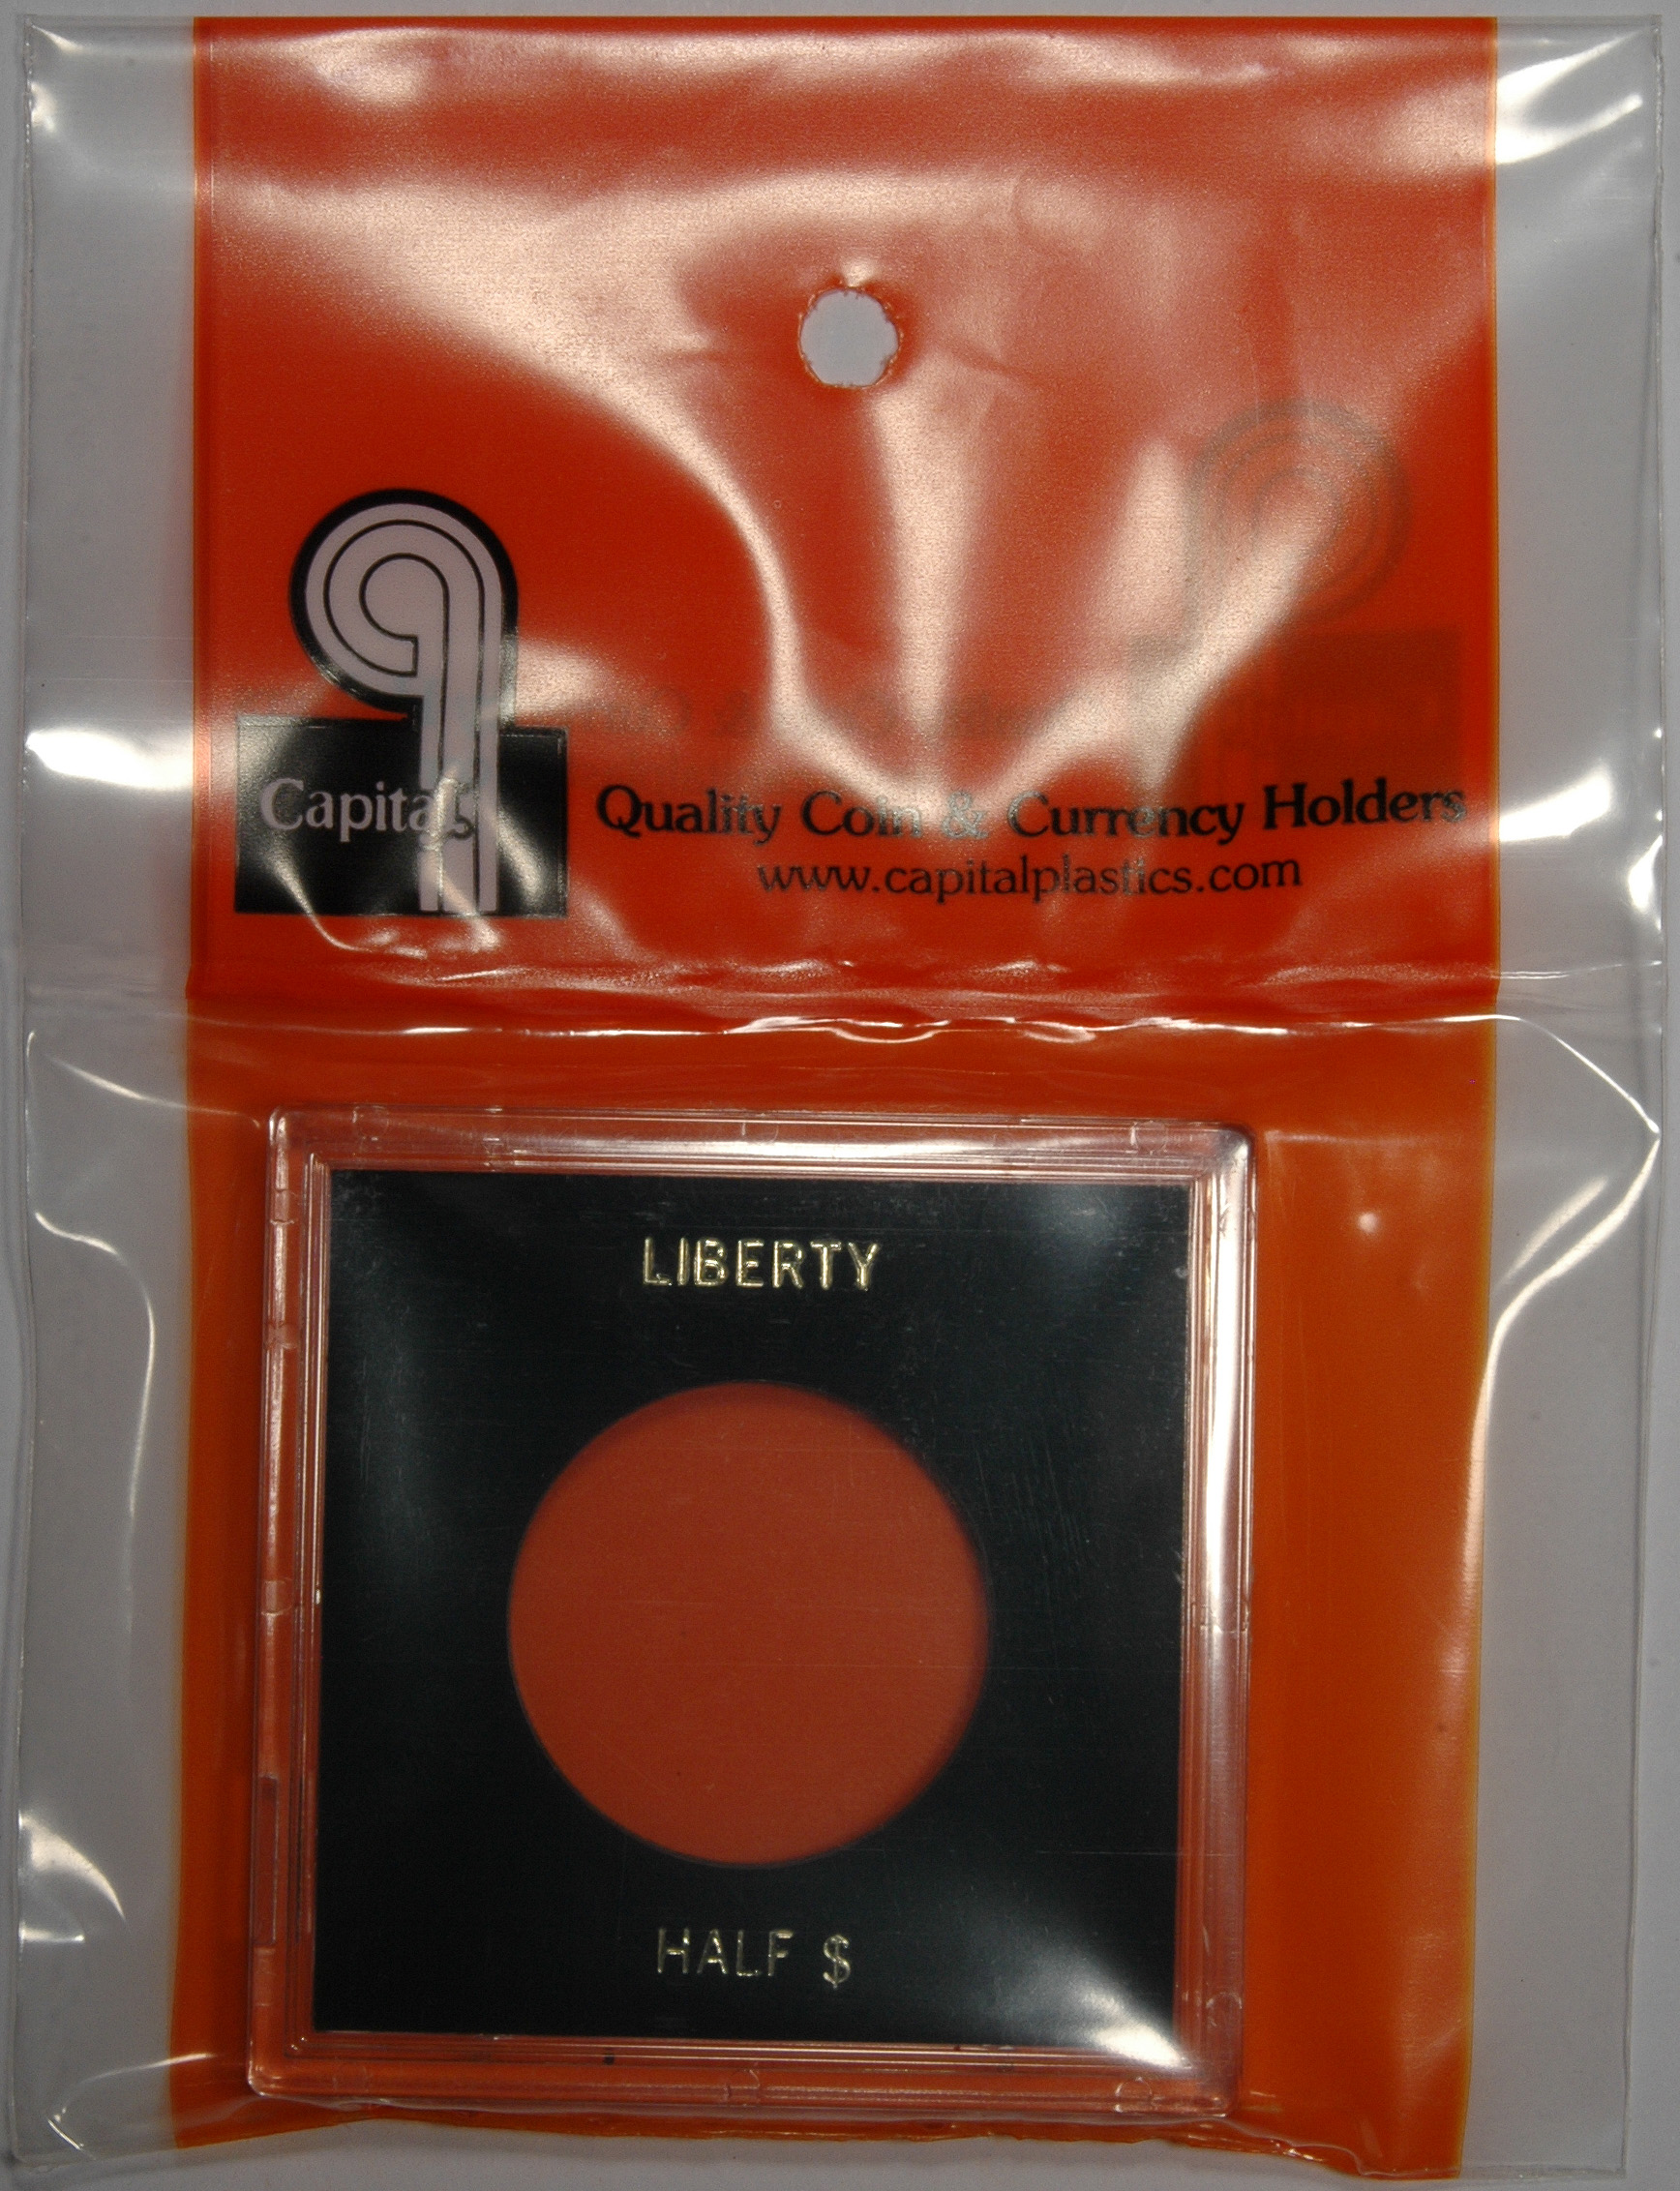 Capital
Quality Coin & Currency Holders
www.capitalplastics.com
LIBERTY
HALF $